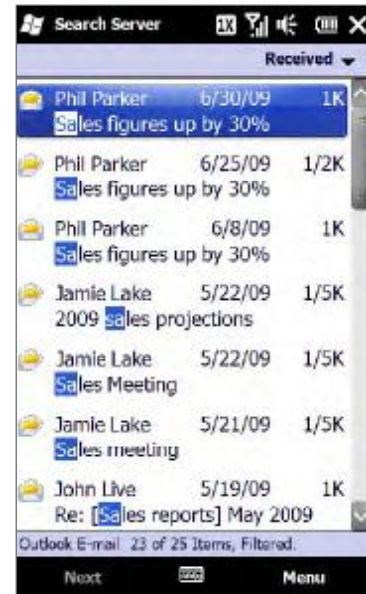 Search Server 1X
Received
Phil Parker 6/30/09 1K
Sales figures up by 30%
Phil Parker 6/25/09 1/2K
Sales figures up by 30%
Phil Parker 6/8/09 1K
Sales figures up by 30%
Jamie Lake 5/22/09 1/5K
2009 sales projections
Jamie Lake 5/22/09 1/5K
Sales Meeting
Jamie Lake 5/21/09 1/5K
Sales meeting
John Live 5/19/09 1K
Re: [Sales reports] May 2009
Outlook E-mail 23 of 25 Items, Filtered.
Next Menu